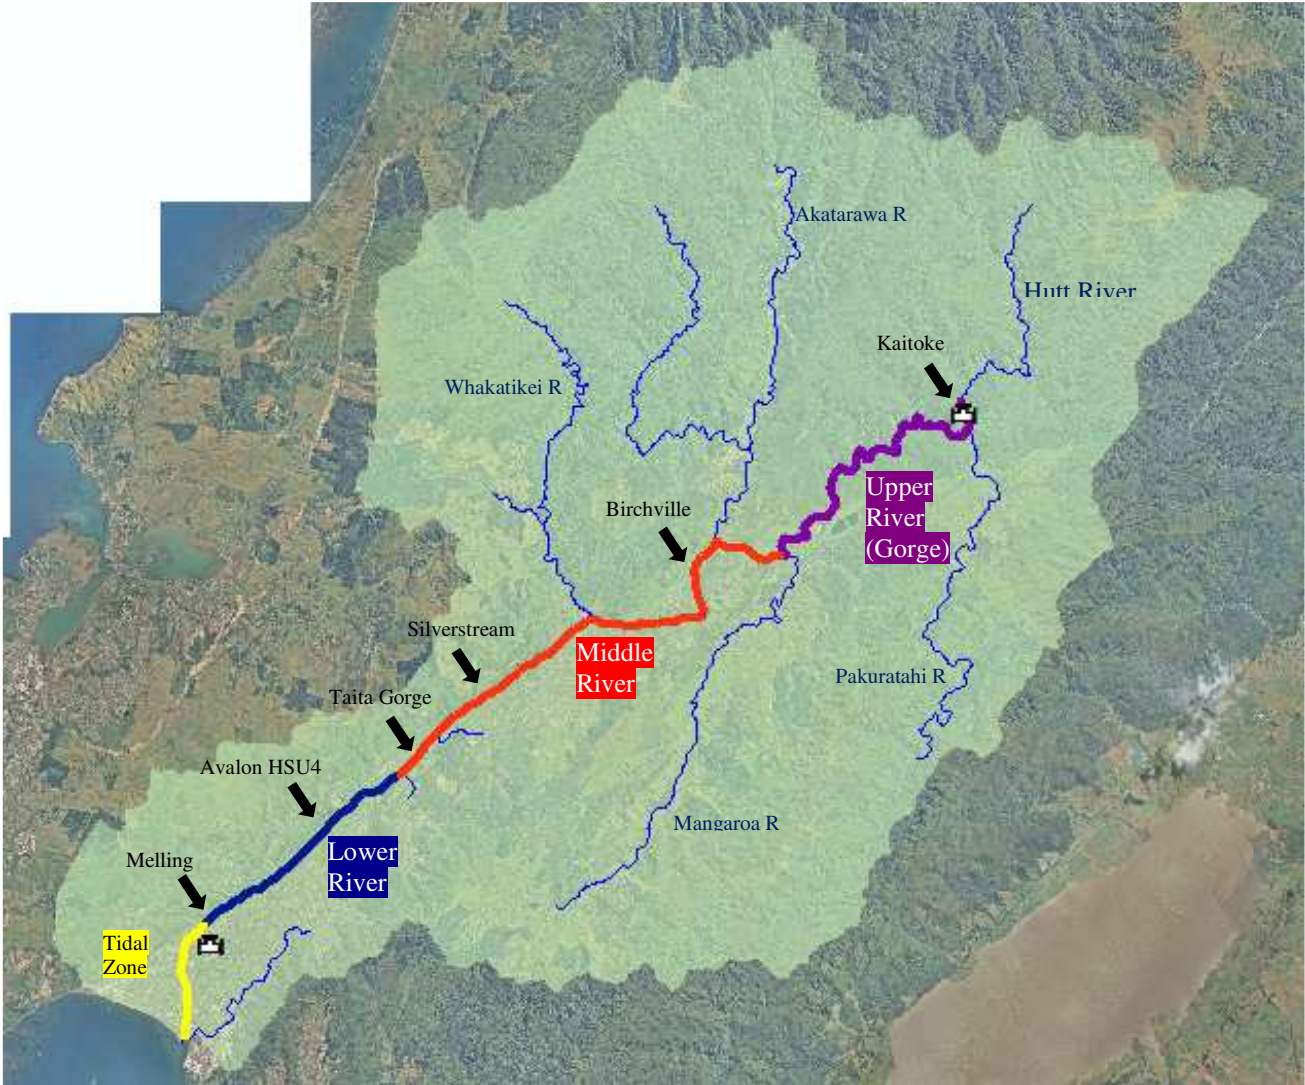 Akatarawa R
Hutt River
Kaitoke
Whakatikei R
Upper
River
(Gorge)
Birchville
Silverstream
Middle
River
Pakuratahi R
Taita Gorge
Avalon HSU4
Mangaroa R
Lower
River
Melling
Tidal
Zone